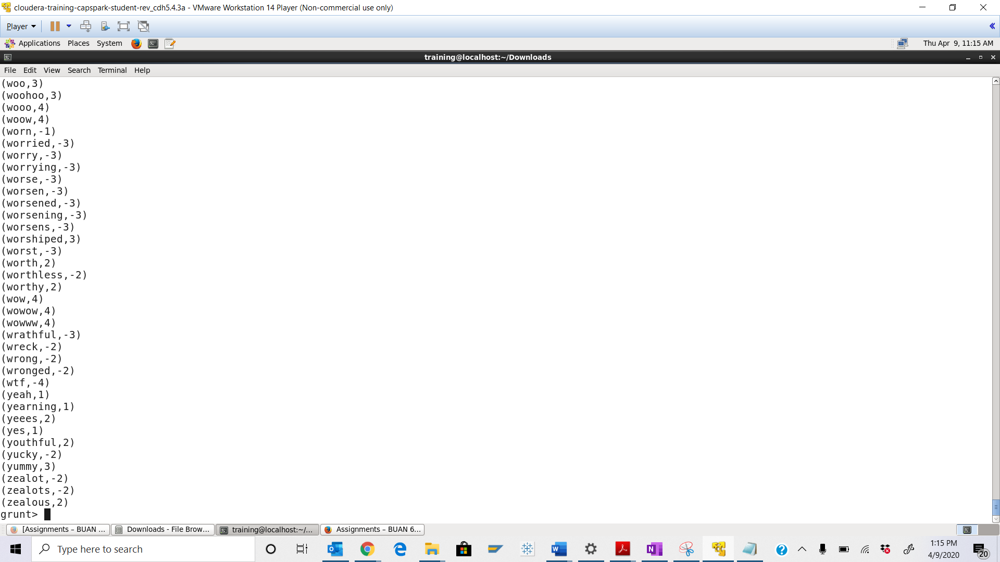 cloudera-training-capspark-student-rev_cdh5.4.3a - VMware Workstation 14 Player (Non-commercial use only)
Player
Applications Places System Thu Apr 9, 11:15 AM
training@localhost:~/Downloads
File Edit View Search Terminal Help
(woo,3)
(woohoo,3)
(wooo,4)
(woow,4)
(worn,-1)
(worried,-3)
(worry,-3)
(worrying,-3)
(worse,-3)
(worsen,-3)
(worsened,-3)
(worsening,-3)
(worsens,-3)
(worshiped,3)
(worst,-3)
(worth,2)
(worthless,-2)
(worthy,2)
(wow,4)
(wowow,4)
(wowww,4)
(wrathful,-3)
(wreck,-2)
(wrong,-2)
(wronged,-2)
(wtf,-4)
(yeah,1)
(yearning,1)
(yeees,2)
(yes,1)
(youthful,2)
(yucky,-2)
(yummy,3)
(zealot,-2)
(zealots,-2)
(zealous,2)
grunt>
[Assignments – BUAN ... Downloads - File Brow... training@localhost:~/... Assignments – BUAN 6...
Type here to search 1:15 PM
4/9/2020
20